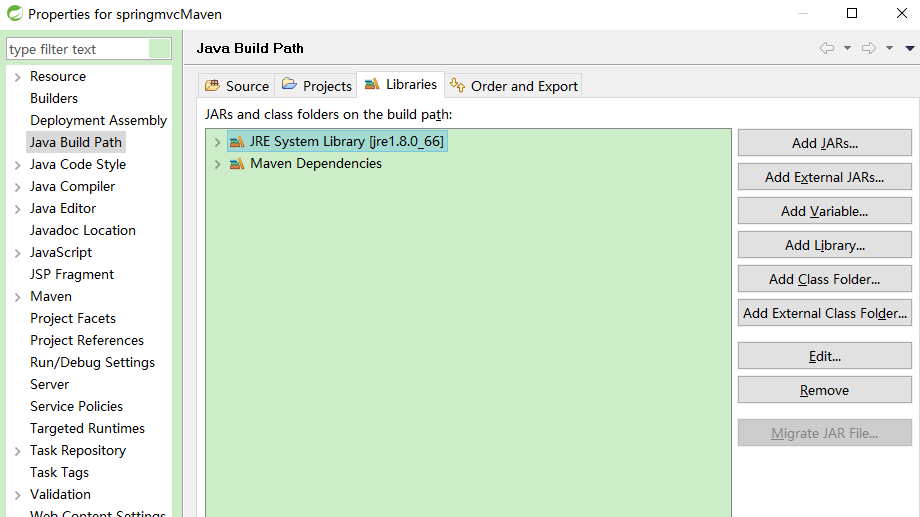 Properties for springmvcMaven
type filter text
Resource
Builders
Deployment Assembly
Java Build Path
Java Code Style
Java Compiler
Java Editor
Javadoc Location
JavaScript
JSP Fragment
Maven
Project Facets
Project References
Run/Debug Settings
Server
Service Policies
Targeted Runtimes
Task Repository
Task Tags
Validation
Web Content Settings
Java Build Path
Source Projects Libraries Order and Export
JARs and class folders on the build path:
JRE System Library [jre1.8.0_66]
Maven Dependencies
Add JARs...
Add External JARs...
Add Variable...
Add Library...
Add Class Folder...
Add External Class Folder...
Edit...
Remove
Migrate JAR File...